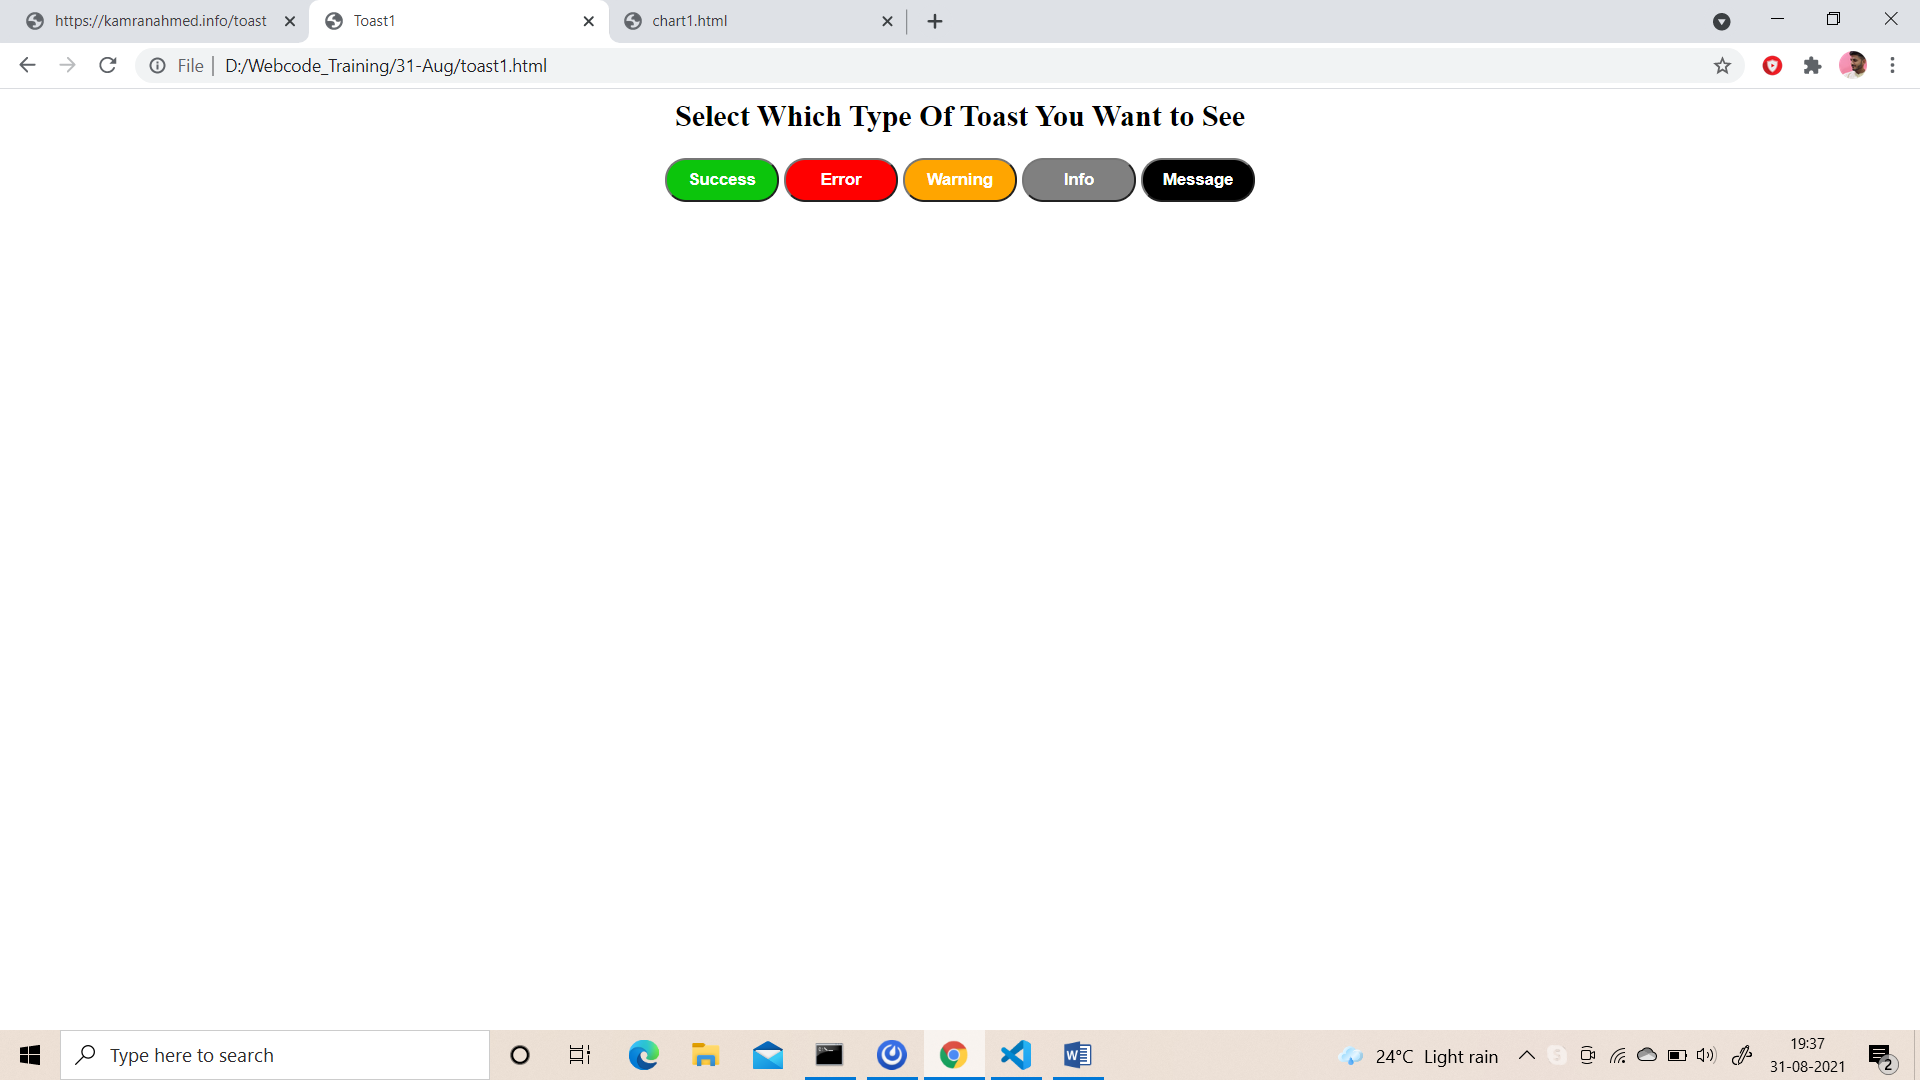 https://kamranahmed.info/toast
Toast1
chart1.html
File
D:/Webcode_Training/31-Aug/toast1.html
Select Which Type Of Toast You Want to See
Success Error Warning Info Message
Type here to search
24°C Light rain
19:37
31-08-2021
2